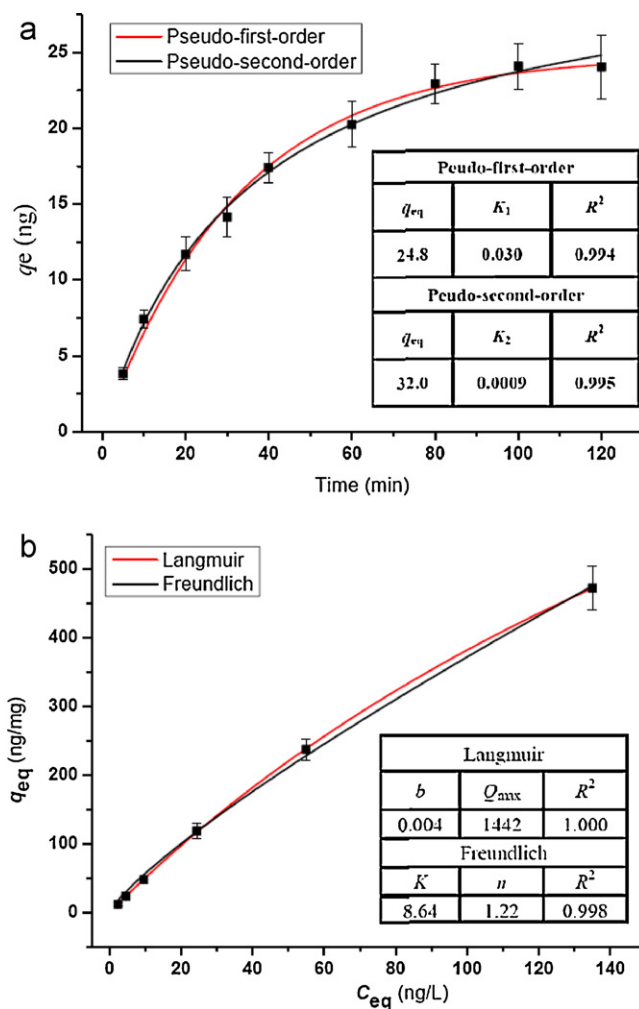 a
Pseudo-first-order
Pseudo-second-order
30
25
20
15
10
5
0
qe (ng)
Peudo-first-order
qeq K1 R2
24.8 0.030 0.994
Peudo-second-order
qeq K2 R2
32.0 0.0009 0.995
0 20 40 60 80 100 120
Time (min)
b
Langmuir
Freundlich
500
400
300
200
100
0
qeq (ng/mg)
Langmuir
b Qmax R2
0.004 1442 1.000
Freundlich
K n R2
8.64 1.22 0.998
0 20 40 60 80 100 120 140
Ceq (ng/L)